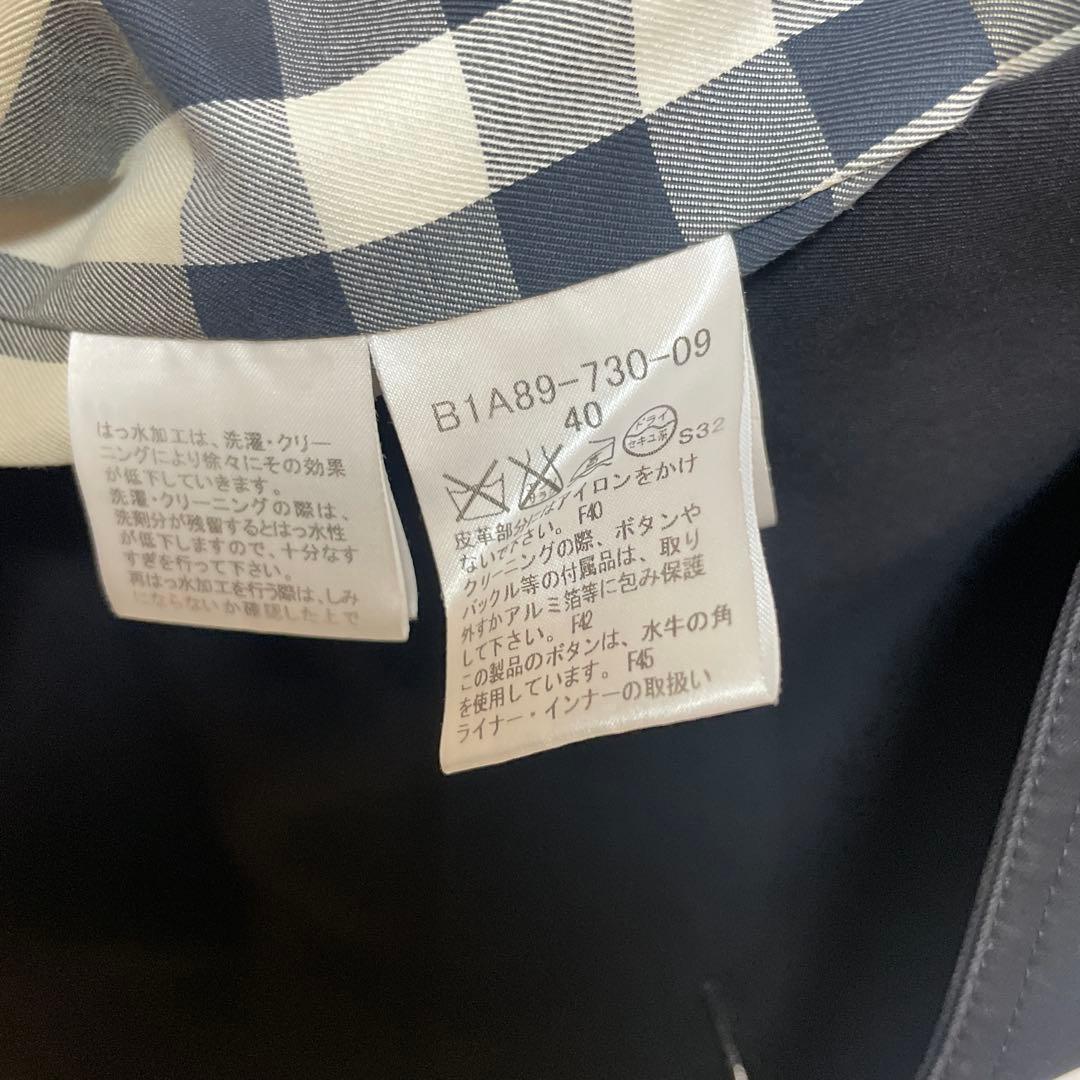 はっ水加工は、洗濯・クリー
ニングにより徐々にその効果
が低下していきます。
洗濯・クリーニングの際は、
洗剤分が残留するとはっ水性
が低下しますので、十分なす
すぎを行って下さい。
再はっ水加工を行う際は、しみ
にならないか確認した上で
B1A89-730-09
40
ドライ
セキユ系
S32
皮革部分にはアイロンをかけ
ないで下さい。 F40
クリーニングの際、ボタンや
バックル等の付属品は、取り
外すかアルミ箔等に包み保護
して下さい。 F42
この製品のボタンは、水牛の角
を使用しています。 F45
ライナー・インナーの取扱い